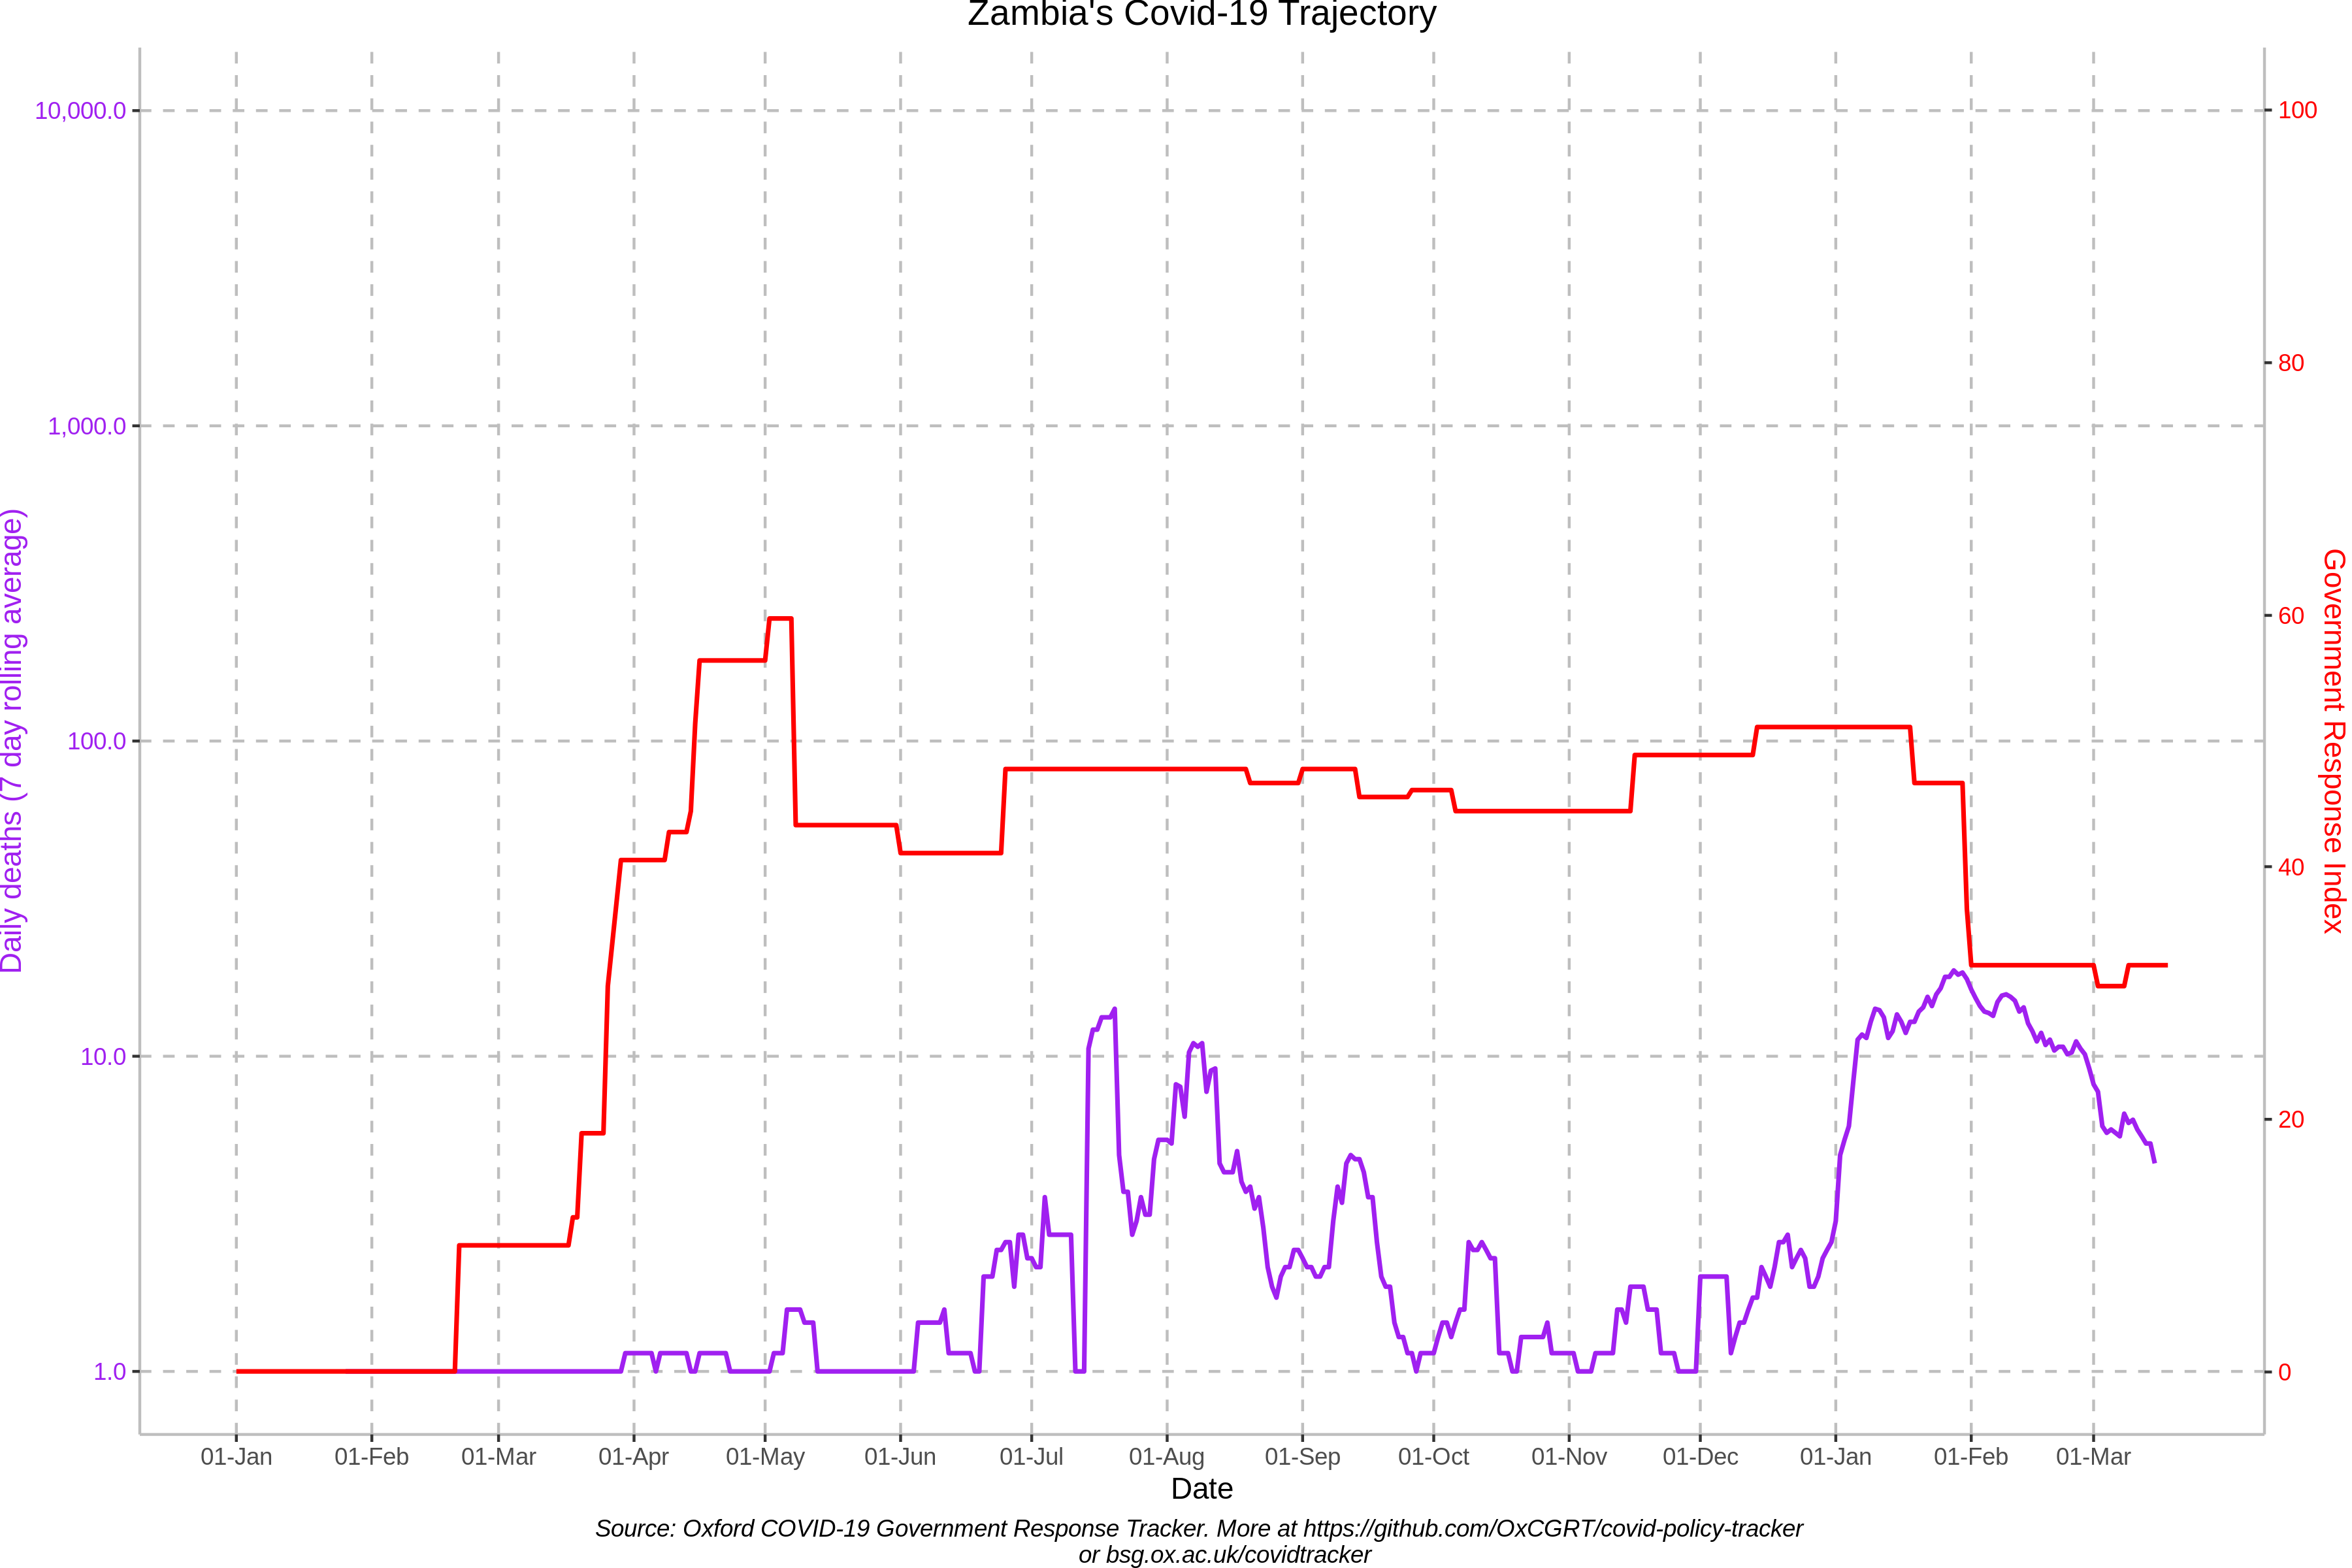 Zambia's Covid-19 Trajectory
10,000.0
1,000.0
100.0
10.0
1.0
Daily deaths (7 day rolling average)
100
80
60
40
20
0
Government Response Index
01-Jan 01-Feb 01-Mar 01-Apr 01-May 01-Jun 01-Jul 01-Aug 01-Sep 01-Oct 01-Nov 01-Dec 01-Jan 01-Feb 01-Mar
Date
Source: Oxford COVID-19 Government Response Tracker. More at https://github.com/OxCGRT/covid-policy-tracker
or bsg.ox.ac.uk/covidtracker